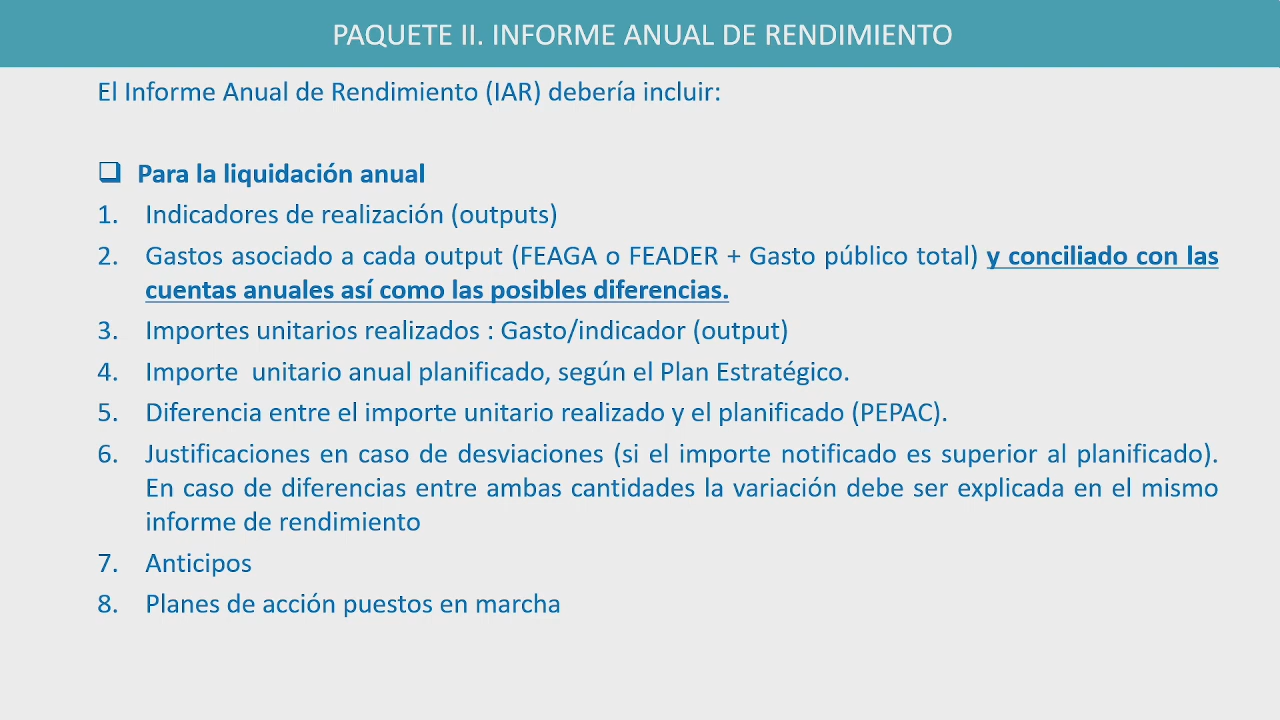 PAQUETE II. INFORME ANUAL DE RENDIMIENTO
El Informe Anual de Rendimiento (IAR) debería incluir:
❑ Para la liquidación anual
1. Indicadores de realización (outputs)
2. Gastos asociado a cada output (FEAGA o FEADER + Gasto público total) y conciliado con las
cuentas anuales así como las posibles diferencias.
3. Importes unitarios realizados : Gasto/indicador (output)
4. Importe unitario anual planificado, según el Plan Estratégico.
5. Diferencia entre el importe unitario realizado y el planificado (PEPAC).
6. Justificaciones en caso de desviaciones (si el importe notificado es superior al planificado).
En caso de diferencias entre ambas cantidades la variación debe ser explicada en el mismo
informe de rendimiento
7. Anticipos
8. Planes de acción puestos en marcha